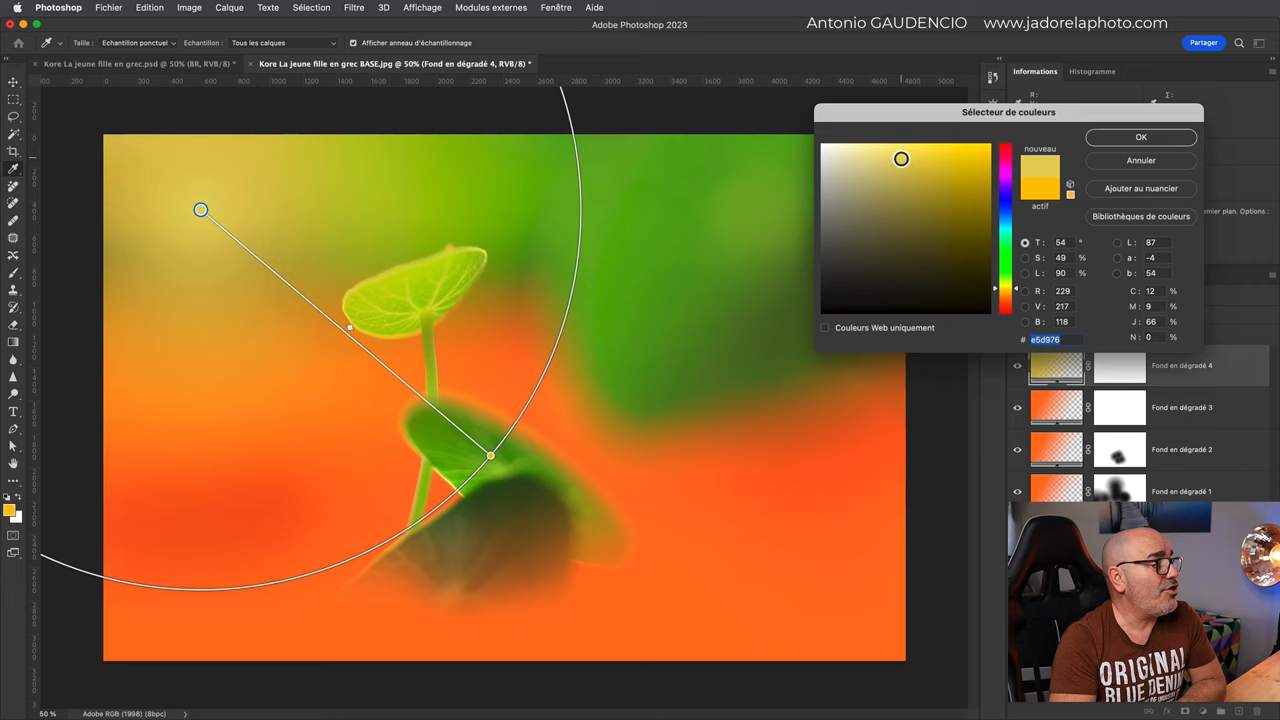 Photoshop Fichier Edition Image Calque Texte Sélection Filtre 3D Affichage Modules externes Fenêtre Aide
Adobe Photoshop 2023
Antonio GAUDENCIO www.jadorelaphoto.com
Taille : Echantillon ponctuel Echantillon : Tous les calques Afficher anneau d'échantillonnage
Partager
Kore La jeune fille en grec.psd @ 50% (BR, RVB/8) *
Kore La jeune fille en grec BASE.jpg @ 50% (Fond en dégradé 4, RVB/8) *
Informations Histogramme
R :
Σ :
Sélecteur de couleurs
nouveau
actif
OK
Annuler
Ajouter au nuancier
Bibliothèques de couleurs
T : 54 °
S : 49 %
L : 90 %
R : 229
V : 217
B : 118
L : 87
a : -4
b : 54
C : 12 %
M : 9 %
J : 66 %
N : 0 %
# e5d976
Couleurs Web uniquement
remier plan. Options :
Fond en dégradé 4
Fond en dégradé 3
Fond en dégradé 2
Fond en dégradé 1
ORIGINAL
BLUE DENIM
50 % Adobe RGB (1998) (8bpc)